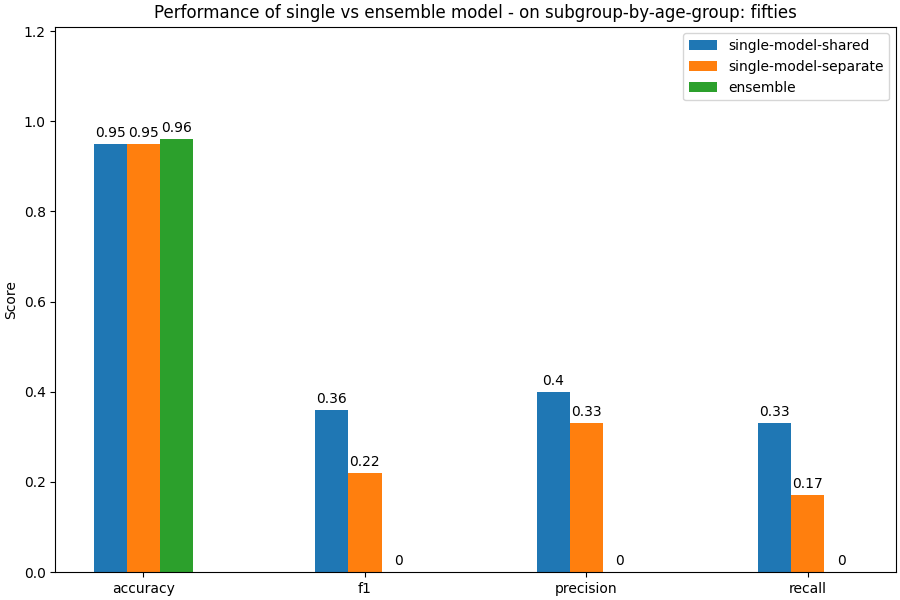 Performance of single vs ensemble model - on subgroup-by-age-group: fifties
Score
1.2
1.0
0.8
0.6
0.4
0.2
0.0
single-model-shared
single-model-separate
ensemble
0.95 0.95 0.96
0.36
0.22
0
0.4
0.33
0
0.33
0.17
0
accuracy f1 precision recall